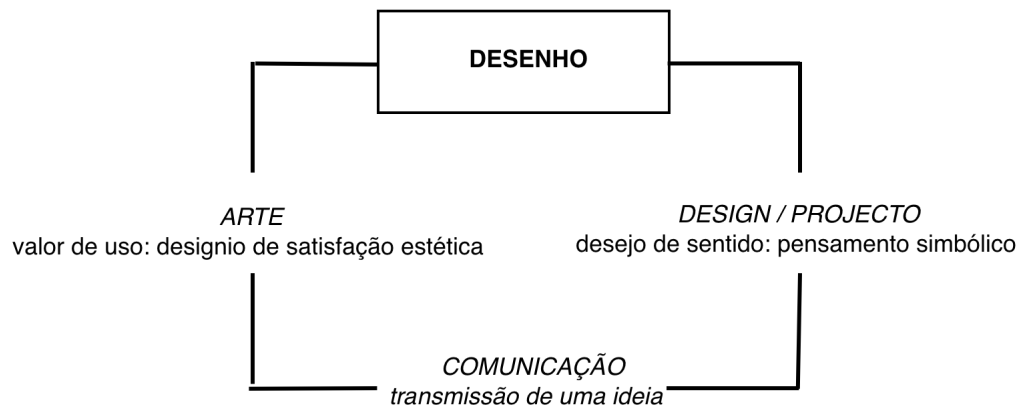 DESENHO
ARTE
valor de uso: designio de satisfação estética
DESIGN / PROJECTO
desejo de sentido: pensamento simbólico
COMUNICAÇÃO
transmissão de uma ideia